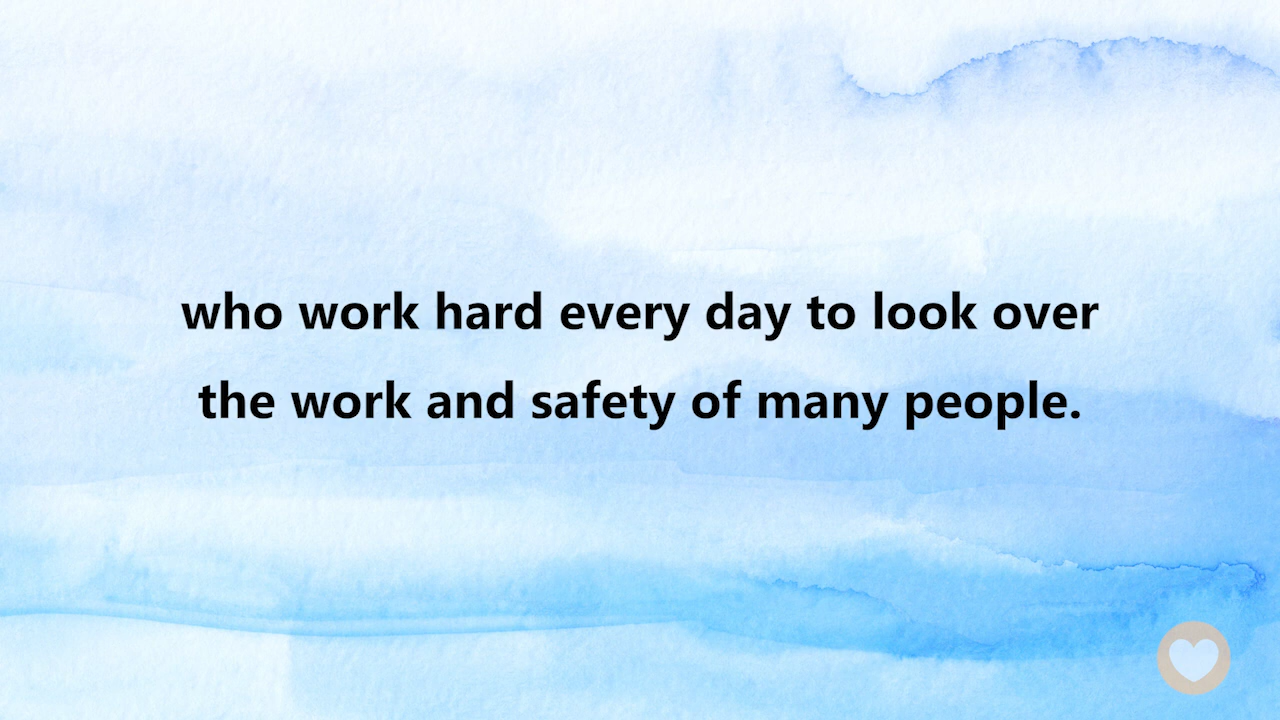 who work hard every day to look over
the work and safety of many people.